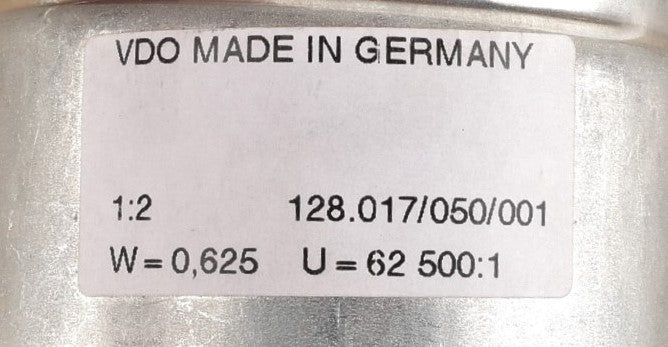 VDO MADE IN GERMANY
1:2 128.017/050/001
W = 0,625 U = 62 500:1